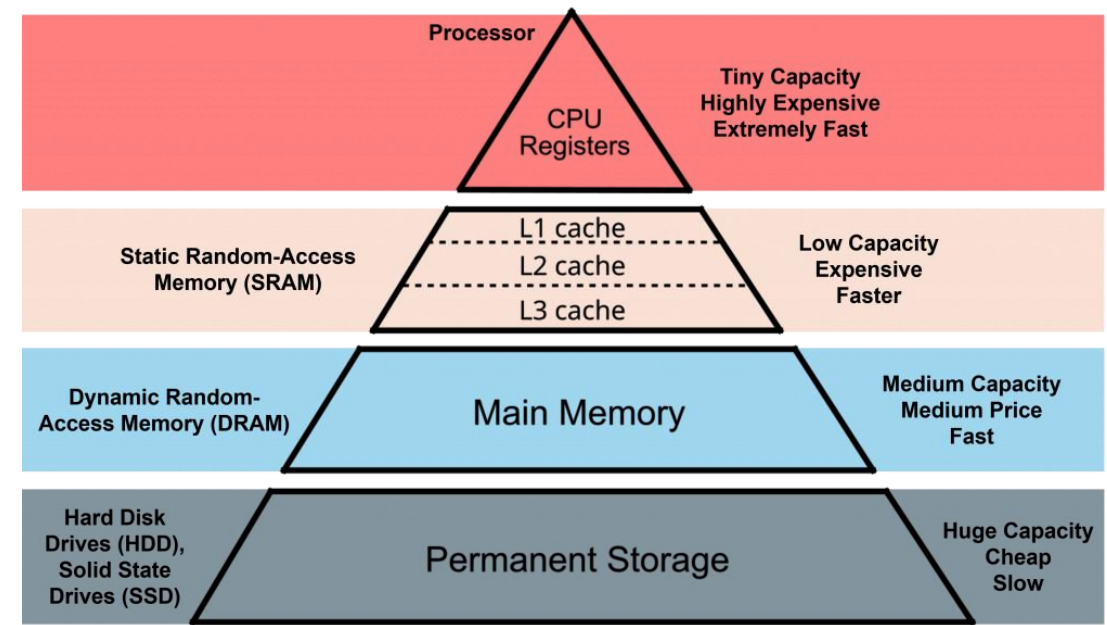 Processor
CPU
Registers
Tiny Capacity
Highly Expensive
Extremely Fast
Static Random-Access
Memory (SRAM)
L1 cache
L2 cache
L3 cache
Low Capacity
Expensive
Faster
Dynamic Random-
Access Memory (DRAM)
Main Memory
Medium Capacity
Medium Price
Fast
Hard Disk
Drives (HDD),
Solid State
Drives (SSD)
Permanent Storage
Huge Capacity
Cheap
Slow